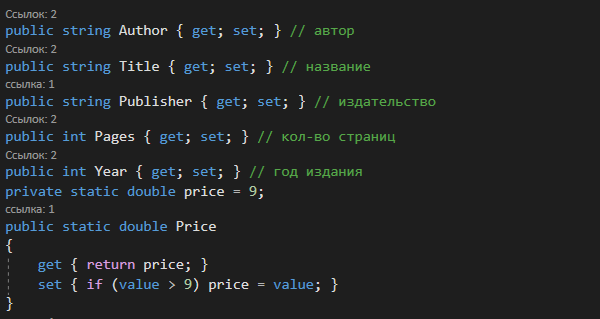 Ссылок: 2
public string Author { get; set; } // автор
Ссылок: 2
public string Title { get; set; } // название
ссылка: 1
public string Publisher { get; set; } // издательство
Ссылок: 2
public int Pages { get; set; } // кол-во страниц
Ссылок: 2
public int Year { get; set; } // год издания
private static double price = 9;
ссылка: 1
public static double Price
{
get { return price; }
set { if (value > 9) price = value; }
}